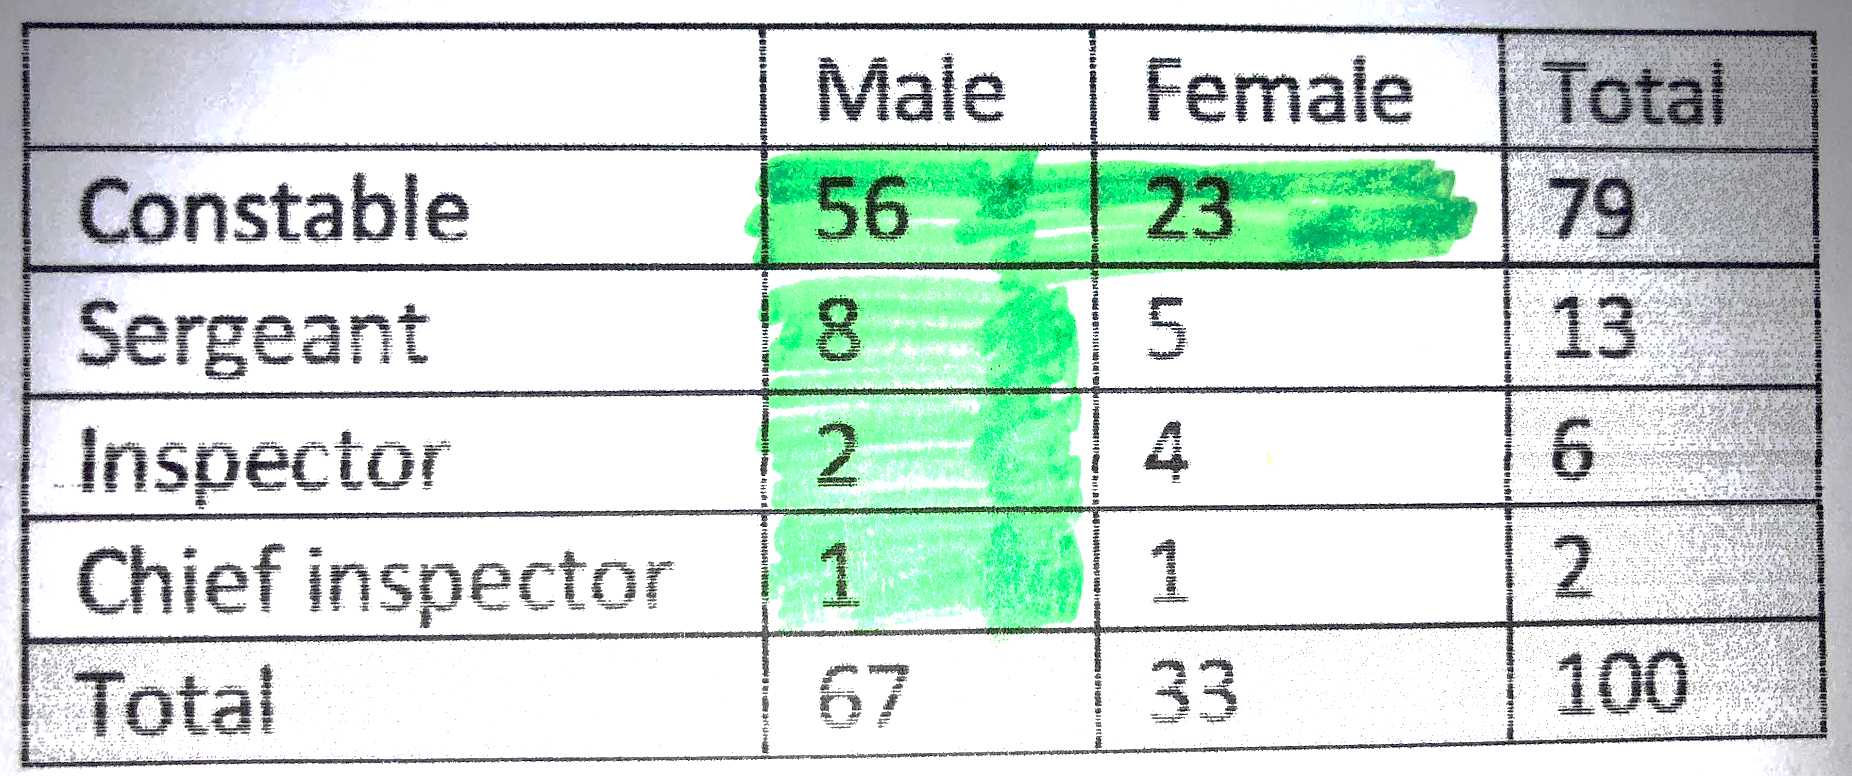 Male Female Total
Constable 56 23 79
Sergeant 8 5 13
Inspector 2 4 6
Chief inspector 1 1 2
Total 67 33 100